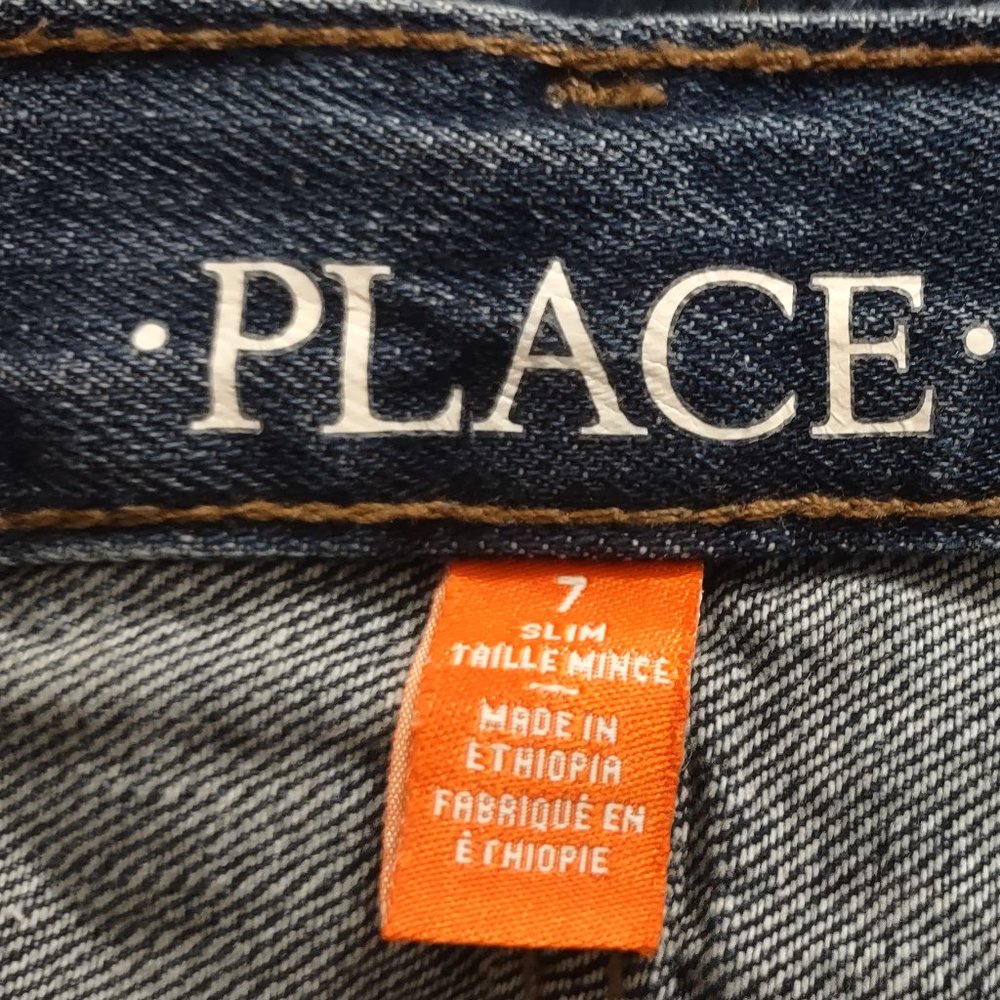 ·PLACE·
7
SLIM
TAILLE MINCE
MADE IN
ETHIOPIA
FABRIQUÉ EN
ÉTHIOPIE